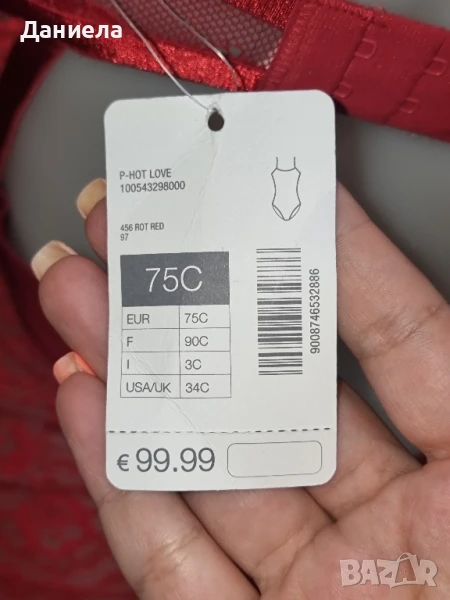 Даниела
P-HOT LOVE
100543298000
456 ROT RED
97
75C
EUR 75C
F 90C
I 3C
USA/UK 34C
9008746532886
€ 99.99
BAZAR